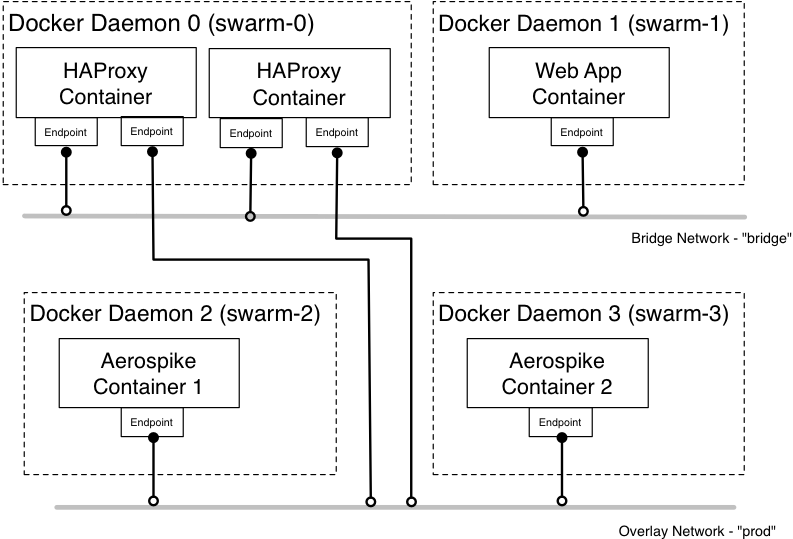 Docker Daemon 0 (swarm-0)
HAProxy
Container
Endpoint
Endpoint
HAProxy
Container
Endpoint
Endpoint
Docker Daemon 1 (swarm-1)
Web App
Container
Endpoint
Bridge Network - "bridge"
Docker Daemon 2 (swarm-2)
Aerospike
Container 1
Endpoint
Docker Daemon 3 (swarm-3)
Aerospike
Container 2
Endpoint
Overlay Network - "prod"